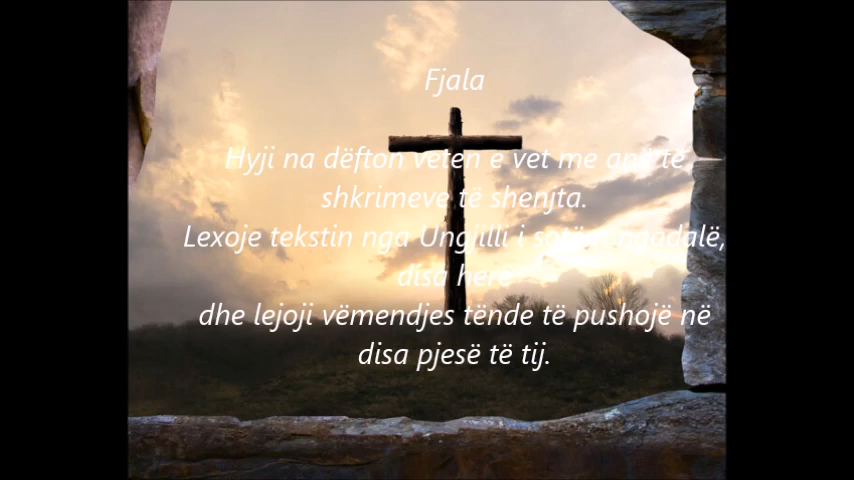 Fjala
Hyji na dëfton veten e vet me anë të
shkrimeve të shenjta.
Lexoje tekstin nga Ungjilli i sotëm ngadalë,
disa herë
dhe lejoji vëmendjes tënde të pushojë në
disa pjesë të tij.